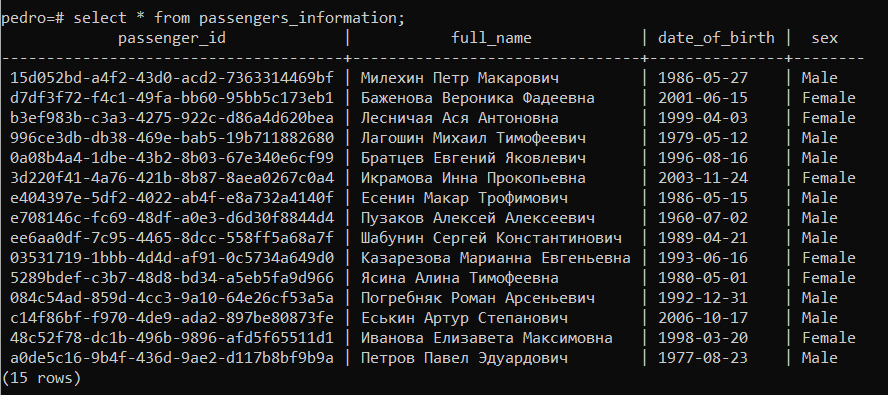 pedro=# select * from passengers_information;
passenger_id | full_name | date_of_birth | sex
--------------------------------------+--------------------------------+---------------+--------
15d052bd-a4f2-43d0-acd2-7363314469bf | Милехин Петр Макарович | 1986-05-27 | Male
d7df3f72-f4c1-49fa-bb60-95bb5c173eb1 | Баженова Вероника Фадеевна | 2001-06-15 | Female
b3ef983b-c3a3-4275-922c-d86a4d620bea | Лесничая Ася Антоновна | 1999-04-03 | Female
996ce3db-db38-469e-bab5-19b711882680 | Лагошин Михаил Тимофеевич | 1979-05-12 | Male
0a08b4a4-1dbe-43b2-8b03-67e340e6cf99 | Братцев Евгений Яковлевич | 1996-08-16 | Male
3d220f41-4a76-421b-8b87-8aea0267c0a4 | Икрамова Инна Прокопьевна | 2003-11-24 | Female
e404397e-5df2-4022-ab4f-e8a732a4140f | Есенин Макар Трофимович | 1986-05-15 | Male
e708146c-fc69-48df-a0e3-d6d30f8844d4 | Пузаков Алексей Алексеевич | 1960-07-02 | Male
ee6aa0df-7c95-4465-8dcc-558ff5a68a7f | Шабунин Сергей Константинович | 1989-04-21 | Male
03531719-1bbb-4d4d-af91-0c5734a649d0 | Казарезова Марианна Евгеньевна | 1993-06-16 | Female
5289bdef-c3b7-48d8-bd34-a5eb5fa9d966 | Ясина Алина Тимофеевна | 1980-05-01 | Female
084c54ad-859d-4cc3-9a10-64e26cf53a5a | Погребняк Роман Арсеньевич | 1992-12-31 | Male
c14f86bf-f970-4de9-ada2-897be80873fe | Еськин Артур Степанович | 2006-10-17 | Male
48c52f78-dc1b-496b-9896-afd5f65511d1 | Иванова Елизавета Максимовна | 1998-03-20 | Female
a0de5c16-9b4f-436d-9ae2-d117b8bf9b9a | Петров Павел Эдуардович | 1977-08-23 | Male
(15 rows)